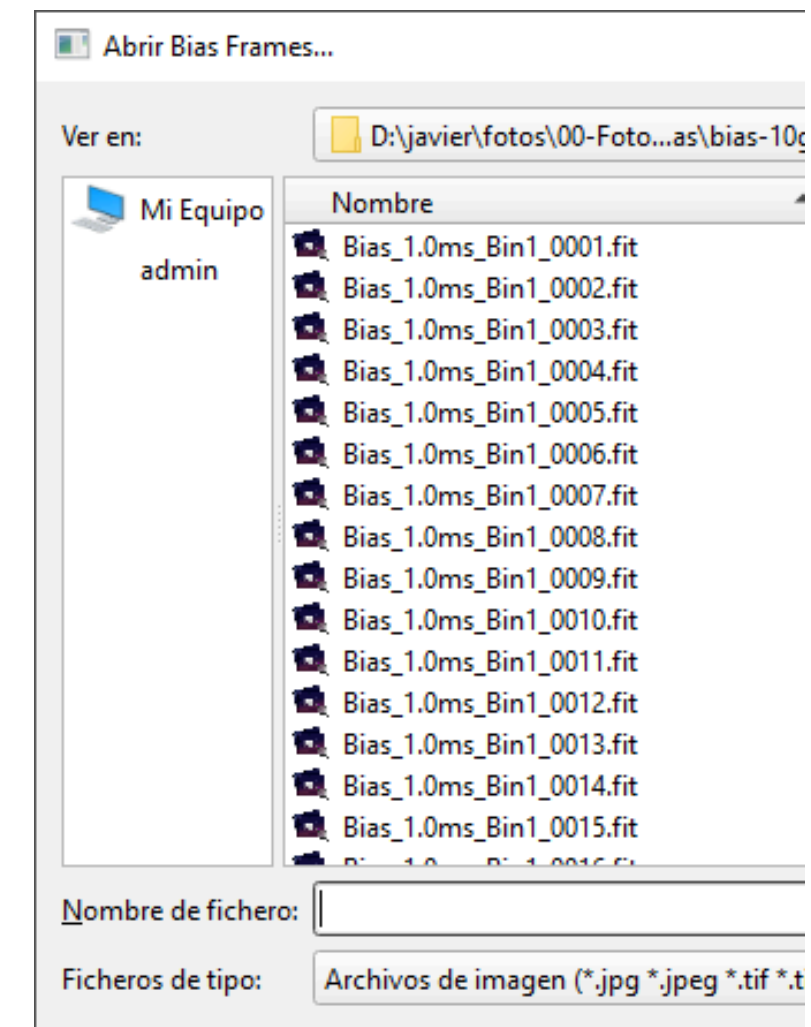 Abrir Bias Frames...
Ver en:
D:\javier\fotos\00-Foto...as\bias-10g
Mi Equipo
admin
Nombre
Bias_1.0ms_Bin1_0001.fit
Bias_1.0ms_Bin1_0002.fit
Bias_1.0ms_Bin1_0003.fit
Bias_1.0ms_Bin1_0004.fit
Bias_1.0ms_Bin1_0005.fit
Bias_1.0ms_Bin1_0006.fit
Bias_1.0ms_Bin1_0007.fit
Bias_1.0ms_Bin1_0008.fit
Bias_1.0ms_Bin1_0009.fit
Bias_1.0ms_Bin1_0010.fit
Bias_1.0ms_Bin1_0011.fit
Bias_1.0ms_Bin1_0012.fit
Bias_1.0ms_Bin1_0013.fit
Bias_1.0ms_Bin1_0014.fit
Bias_1.0ms_Bin1_0015.fit
Nombre de fichero:
Ficheros de tipo:
Archivos de imagen (*.jpg *.jpeg *.tif *.t